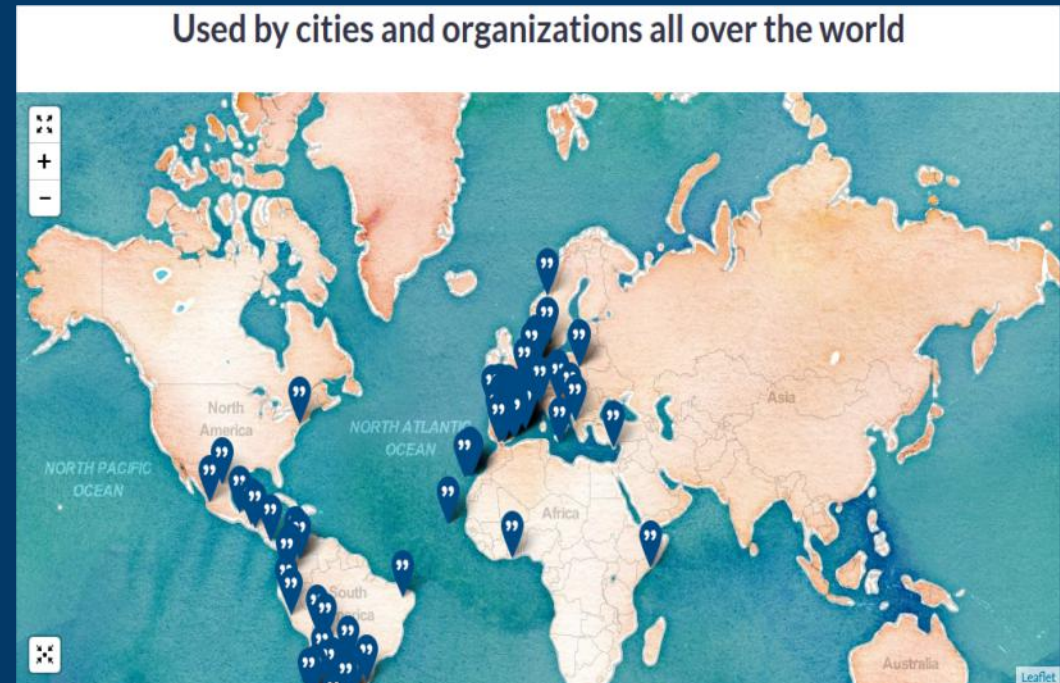 Used by cities and organizations all over the world
+
−
North
America
NORTH ATLANTIC
OCEAN
NORTH PACIFIC
OCEAN
Asia
Africa
South
America
Australia
Leaflet